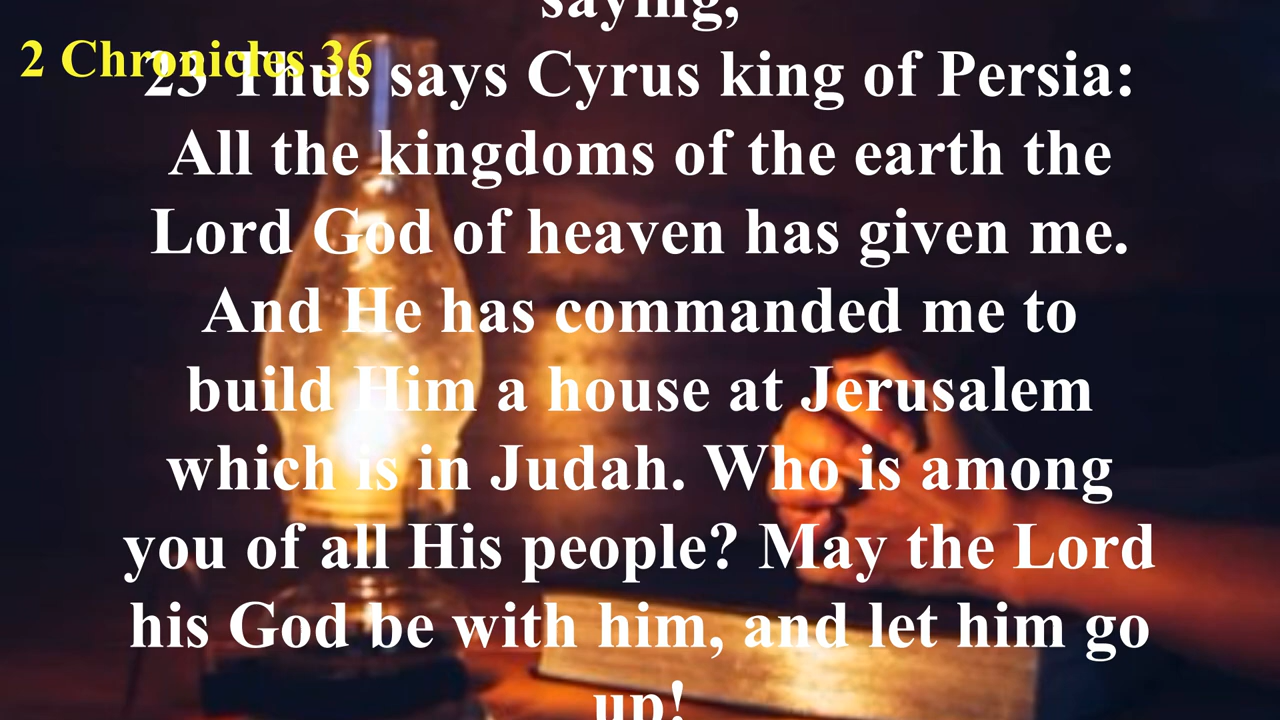 saying,
2 Chronicles 36
23 Thus says Cyrus king of Persia:
All the kingdoms of the earth the
Lord God of heaven has given me.
And He has commanded me to
build Him a house at Jerusalem
which is in Judah. Who is among
you of all His people? May the Lord
his God be with him, and let him go
up!